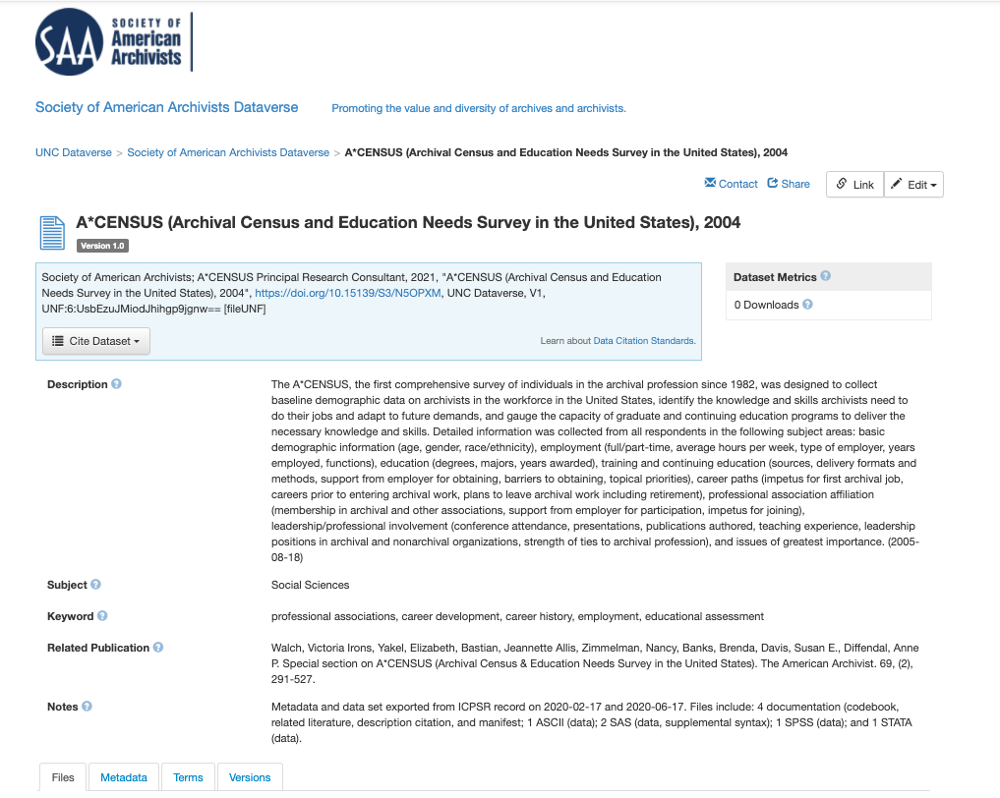 SAA
SOCIETY OF
American
Archivists
Society of American Archivists Dataverse Promoting the value and diversity of archives and archivists.
UNC Dataverse > Society of American Archivists Dataverse > A*CENSUS (Archival Census and Education Needs Survey in the United States), 2004
Contact Share Link Edit
A*CENSUS (Archival Census and Education Needs Survey in the United States), 2004
Version 1.0
Society of American Archivists; A*CENSUS Principal Research Consultant, 2021, "A*CENSUS (Archival Census and Education
Needs Survey in the United States), 2004", https://doi.org/10.15139/S3/N5OPXM, UNC Dataverse, V1,
UNF:6:UsbEzuJMiodJhihgp9jgnw== [fileUNF]
Cite Dataset
Learn about Data Citation Standards.
Dataset Metrics ?
0 Downloads ?
Description ?
The A*CENSUS, the first comprehensive survey of individuals in the archival profession since 1982, was designed to collect
baseline demographic data on archivists in the workforce in the United States, identify the knowledge and skills archivists need to
do their jobs and adapt to future demands, and gauge the capacity of graduate and continuing education programs to deliver the
necessary knowledge and skills. Detailed information was collected from all respondents in the following subject areas: basic
demographic information (age, gender, race/ethnicity), employment (full/part-time, average hours per week, type of employer, years
employed, functions), education (degrees, majors, years awarded), training and continuing education (sources, delivery formats and
methods, support from employer for obtaining, barriers to obtaining, topical priorities), career paths (impetus for first archival job,
careers prior to entering archival work, plans to leave archival work including retirement), professional association affiliation
(membership in archival and other associations, support from employer for participation, impetus for joining),
leadership/professional involvement (conference attendance, presentations, publications authored, teaching experience, leadership
positions in archival and nonarchival organizations, strength of ties to archival profession), and issues of greatest importance. (2005-
08-18)
Subject ? Social Sciences
Keyword ? professional associations, career development, career history, employment, educational assessment
Related Publication ? Walch, Victoria Irons, Yakel, Elizabeth, Bastian, Jeannette Allis, Zimmelman, Nancy, Banks, Brenda, Davis, Susan E., Diffendal, Anne
P. Special section on A*CENSUS (Archival Census & Education Needs Survey in the United States). The American Archivist. 69, (2),
291-527.
Notes ? Metadata and data set exported from ICPSR record on 2020-02-17 and 2020-06-17. Files include: 4 documentation (codebook,
related literature, description citation, and manifest; 1 ASCII (data); 2 SAS (data, supplemental syntax); 1 SPSS (data); and 1 STATA
(data).
Files Metadata Terms Versions